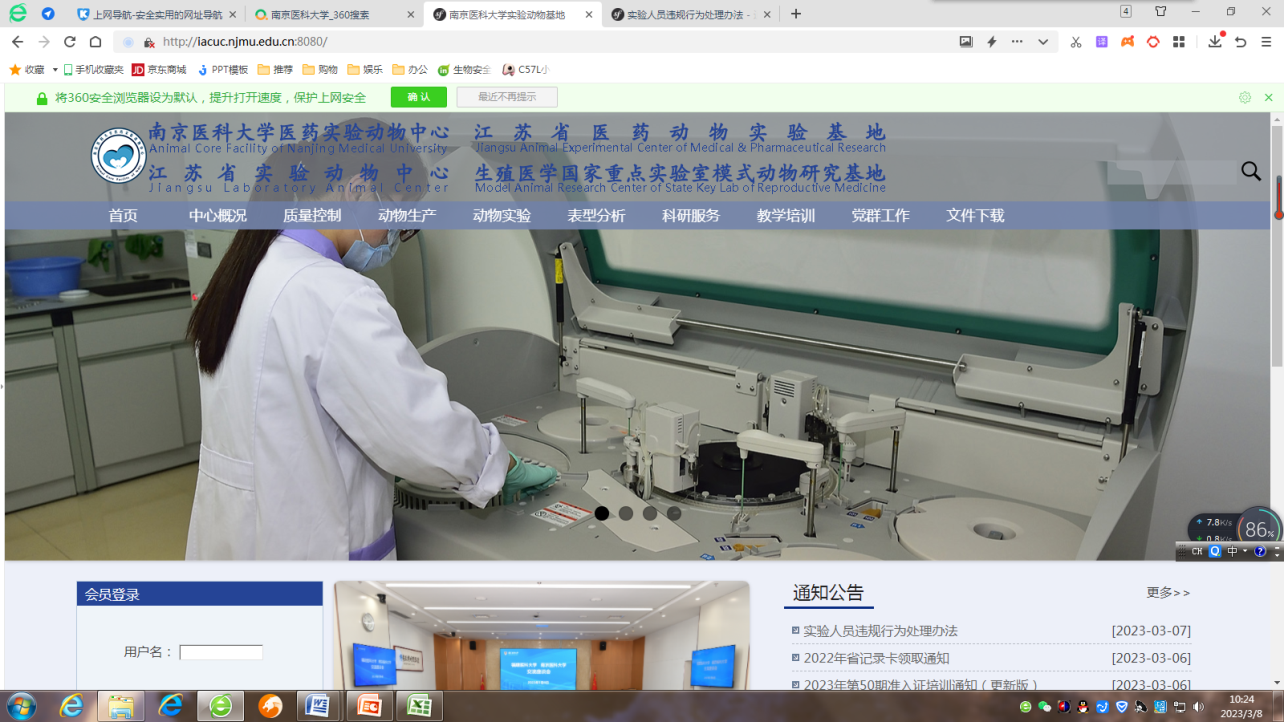 上网导航-安全实用的网址导航
南京医科大学_360搜索
南京医科大学实验动物基地
实验人员违规行为处理办法 -
4
http://iacuc.njmu.edu.cn:8080/
收藏
手机收藏夹
JD 京东商城
PPT模板
推荐
购物
娱乐
办公
生物安全
C57L小
将360安全浏览器设为默认，提升打开速度，保护上网安全
确 认
最近不再提示
南京医科大学医药实验动物中心
Animal Core Facility of Nanjing Medical University
江苏省医药动物实验基地
Jiangsu Animal Experimental Center of Medical & Pharmaceutical Research
江苏省实验动物中心
Jiangsu Laboratory Animal Center
生殖医学国家重点实验室模式动物研究基地
Model Animal Research Center of State Key Lab of Reproductive Medicine
首页
中心概况
质量控制
动物生产
动物实验
表型分析
科研服务
教学培训
党群工作
文件下载
7.8K/s
0.8K/s
86%
CH
中
会员登录
用户名：
通知公告
更多>>
实验人员违规行为处理办法 [2023-03-07]
2022年省记录卡领取通知 [2023-03-06]
2023年第50期准入证培训通知（更新版） [2023-03-06]
10:24
2023/3/8